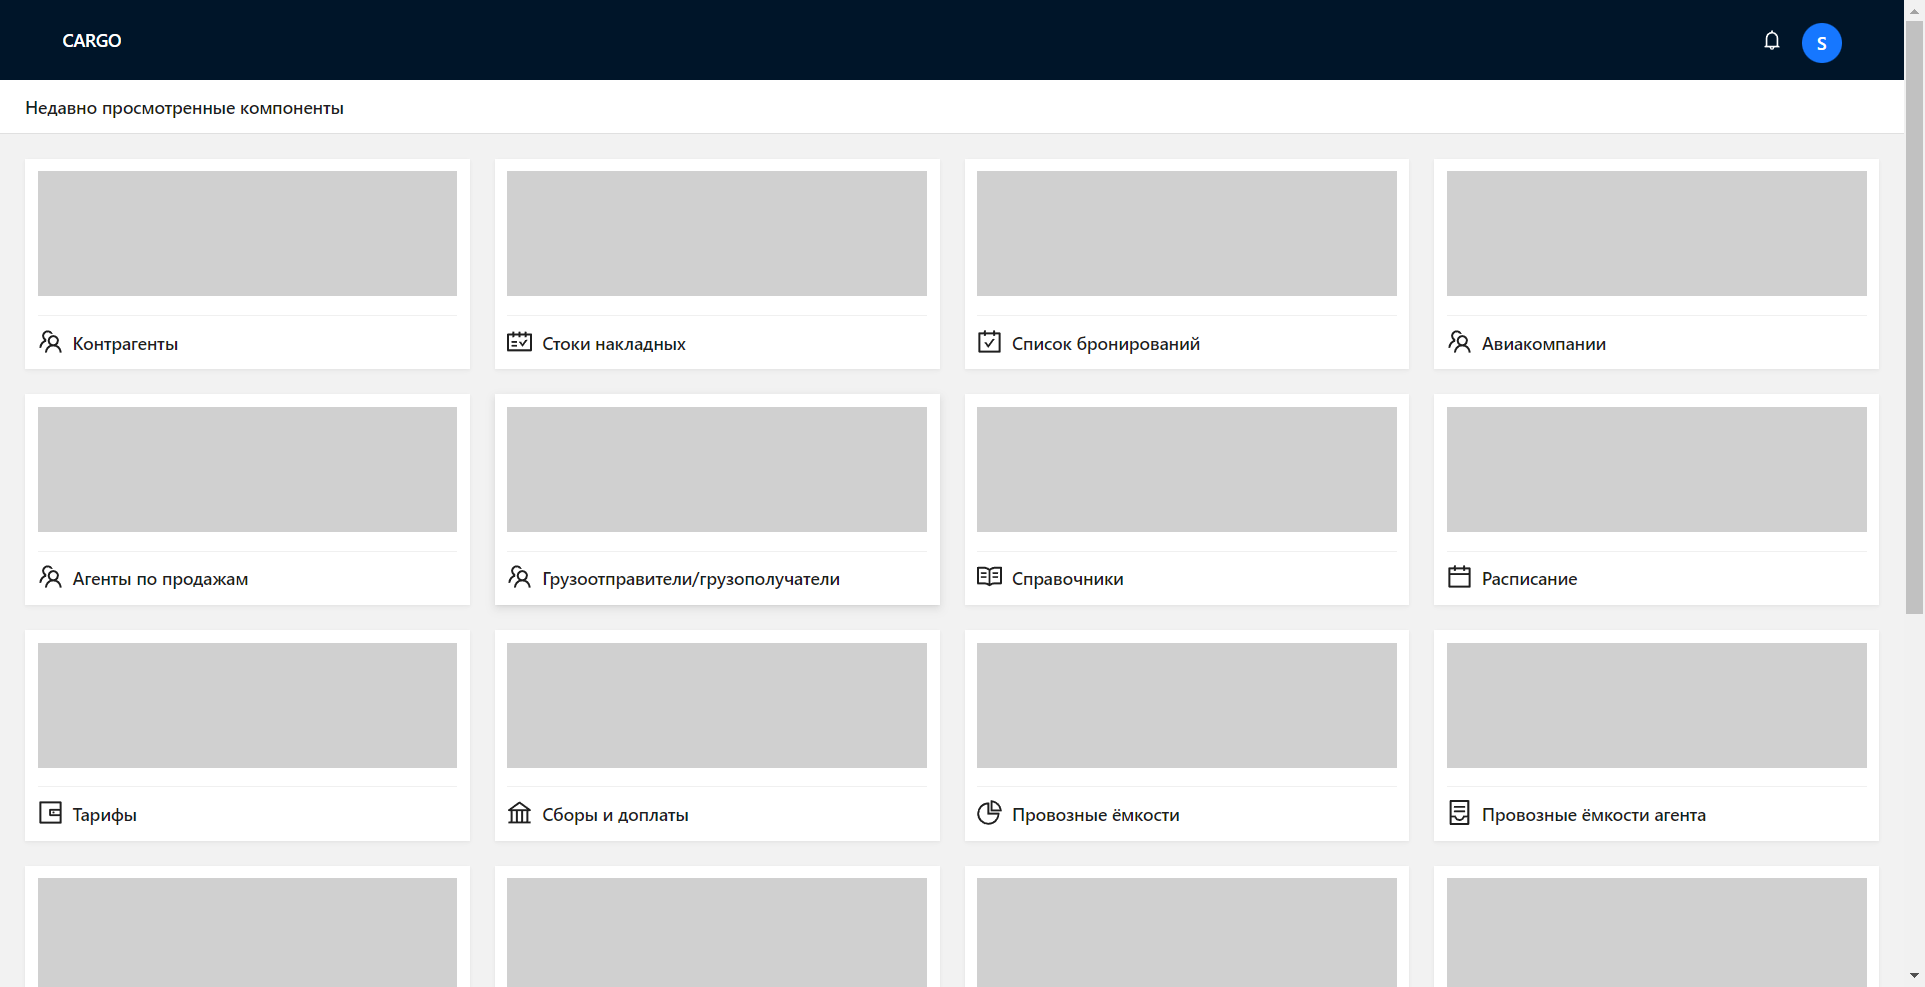 CARGO
S
Недавно просмотренные компоненты
Контрагенты
Стоки накладных
Список бронирований
Авиакомпании
Агенты по продажам
Грузоотправители/грузополучатели
Справочники
Расписание
Тарифы
Сборы и доплаты
Провозные ёмкости
Провозные ёмкости агента